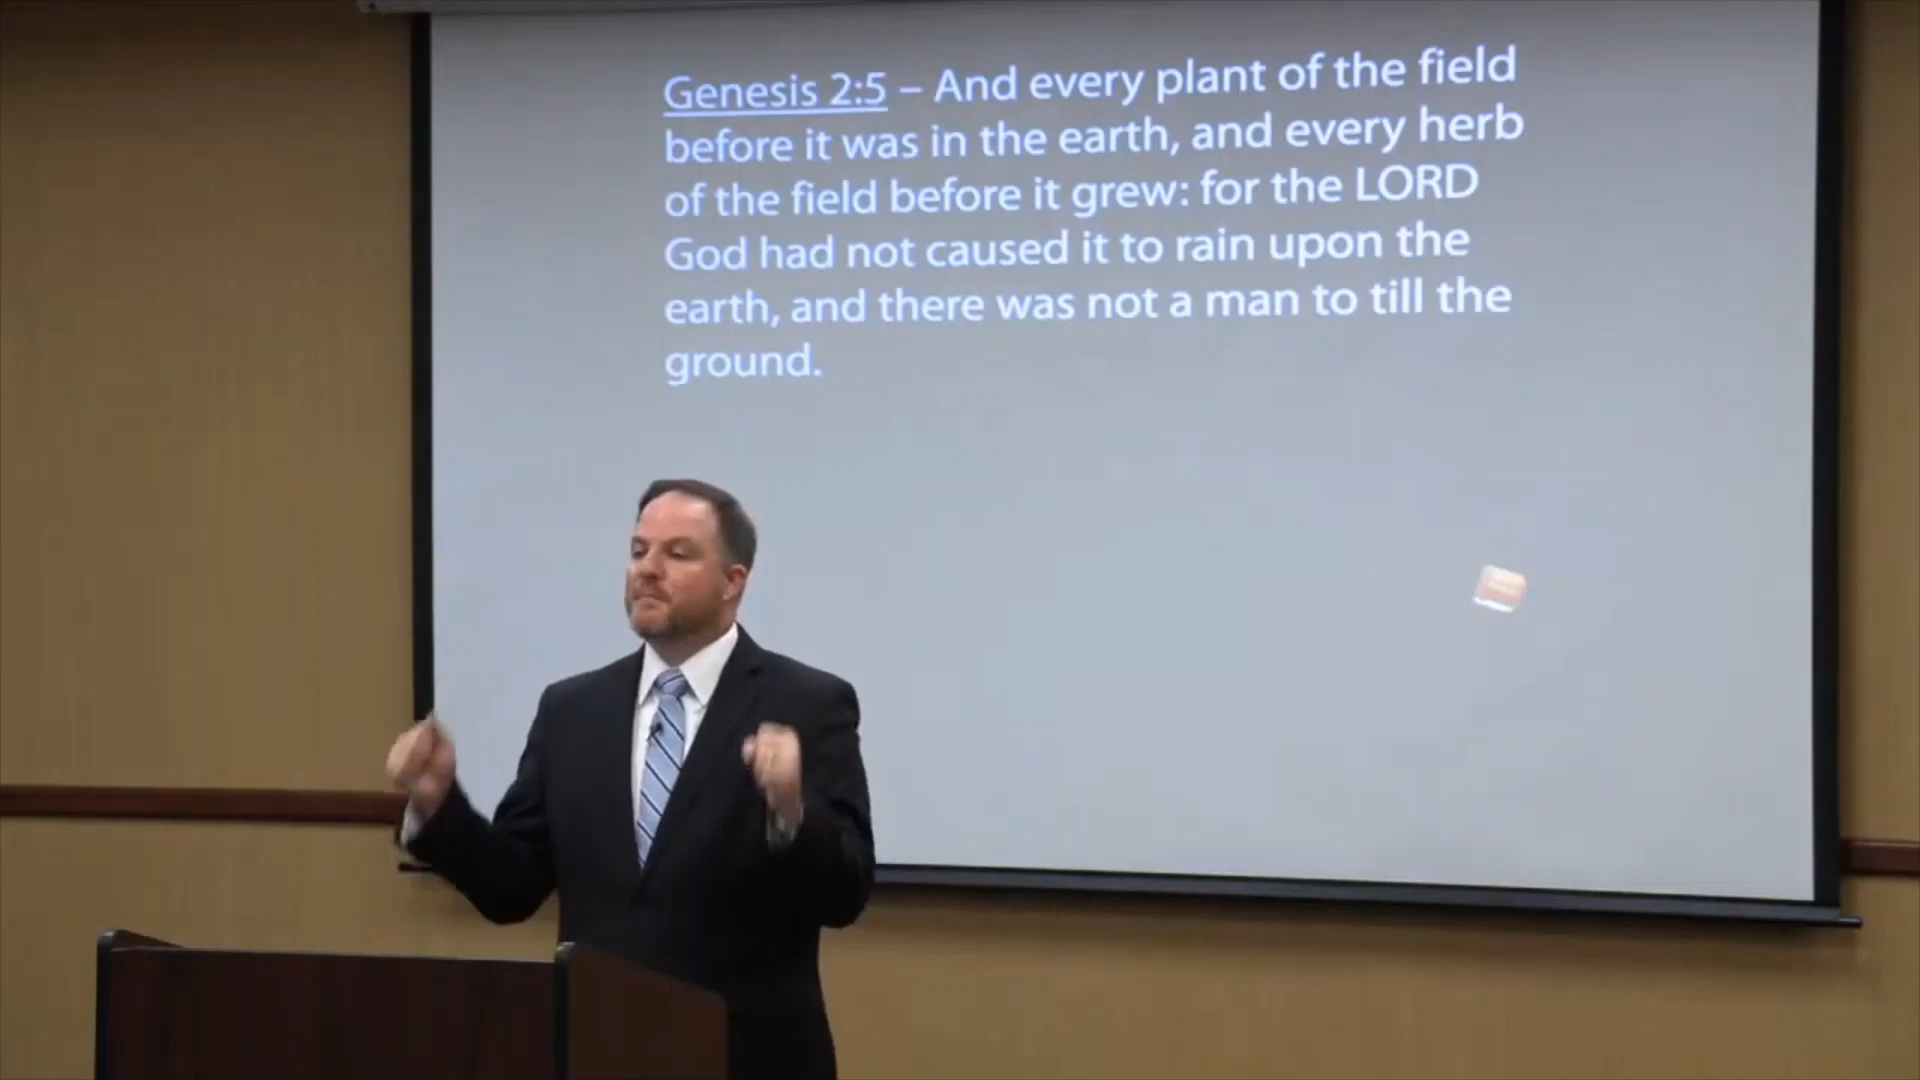 Genesis 2:5 – And every plant of the field
before it was in the earth, and every herb
of the field before it grew: for the LORD
God had not caused it to rain upon the
earth, and there was not a man to till the
ground.